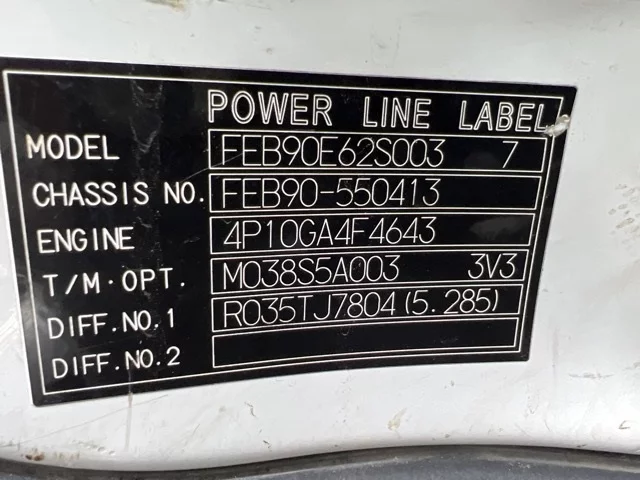 POWER LINE LABEL
MODEL FEB90E62S003 7
CHASSIS NO. FEB90-550413
ENGINE 4P10GA4F4643
T/M·OPT. M038S5A003 3V3
DIFF.NO.1 R035TJ7804(5.285)
DIFF.NO.2